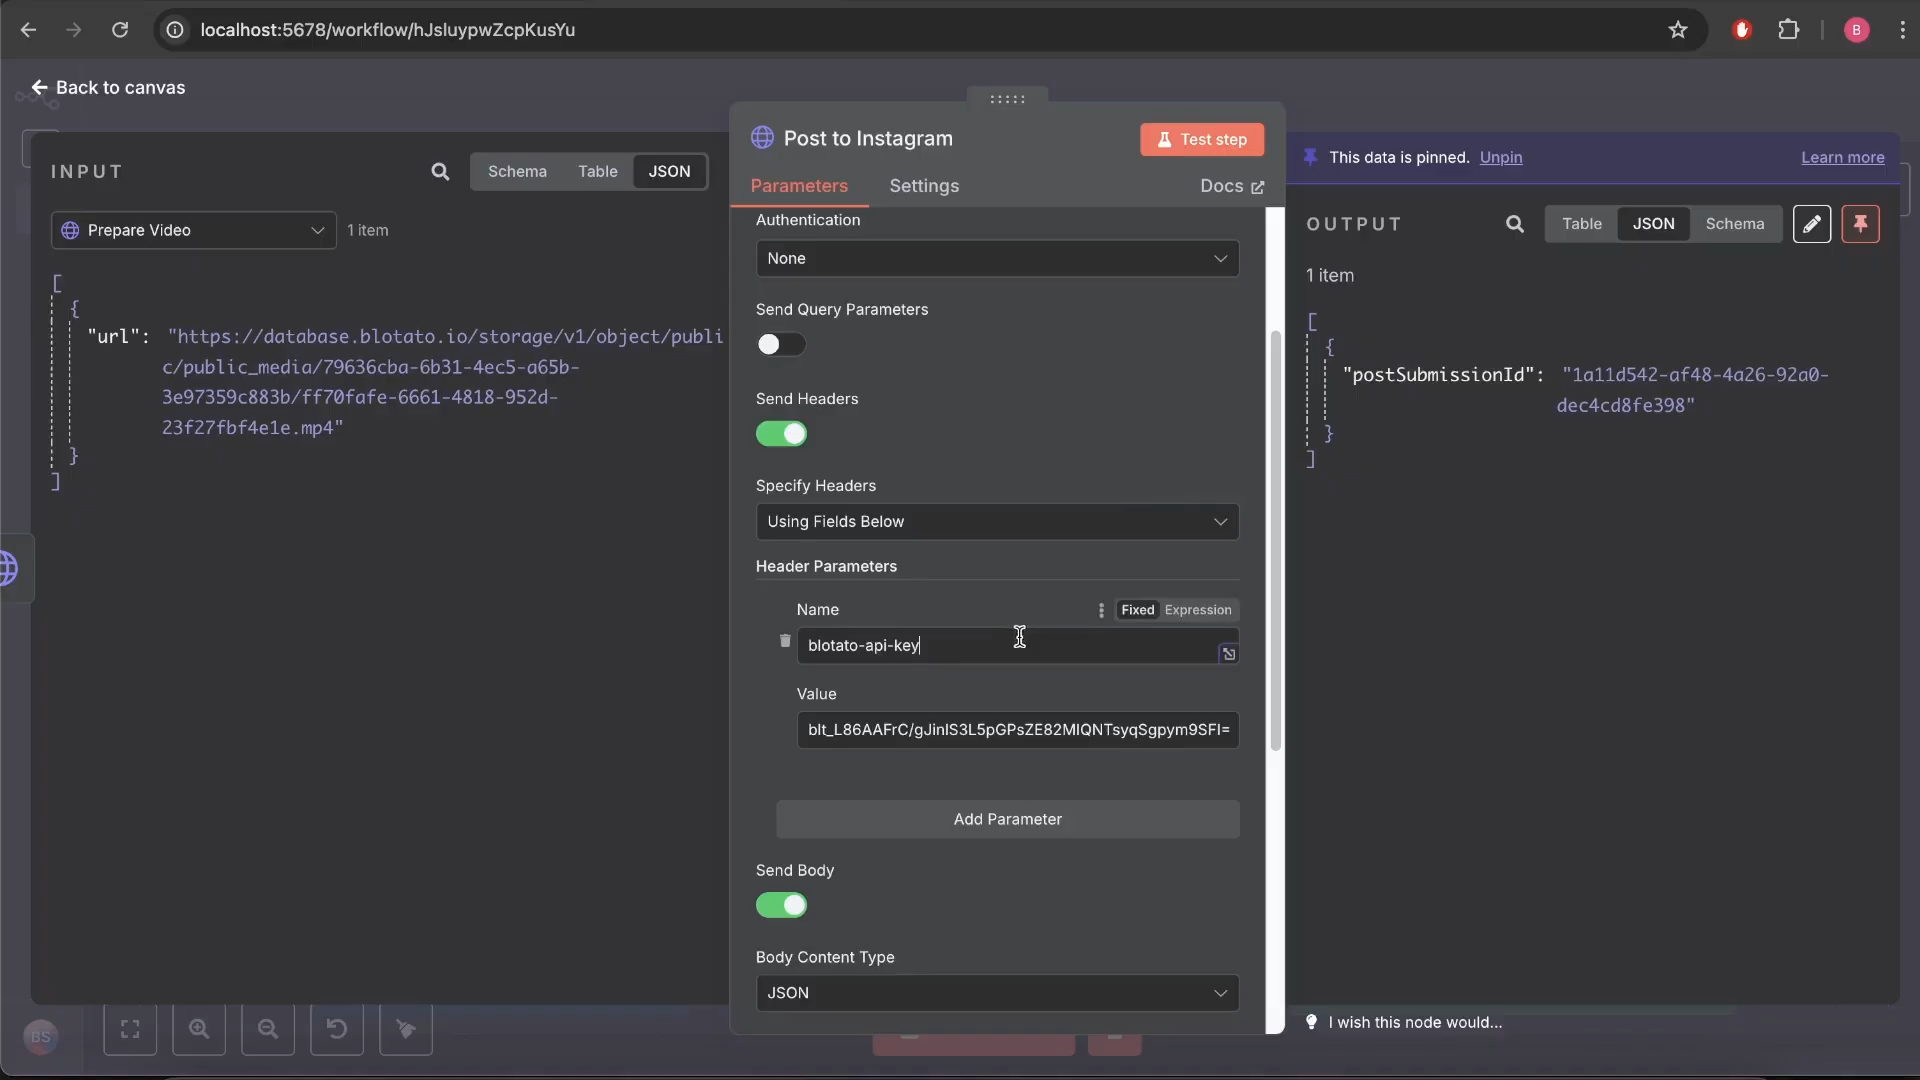 localhost:5678/workflow/hJsluypwZcpKusYu
B
Back to canvas
INPUT
Schema
Table
JSON
Prepare Video
1 item
[
{
"url": "https://database.blotato.io/storage/v1/object/publi
c/public_media/79636cba-6b31-4ec5-a65b-
3e97359c883b/ff70fafe-6661-4818-952d-
23f27fbf4e1e.mp4"
}
]
Post to Instagram
Test step
Parameters
Settings
Docs
Authentication
None
Send Query Parameters
Send Headers
Specify Headers
Using Fields Below
Header Parameters
Name
Fixed
Expression
blotato-api-key
Value
blt_L86AAFrC/gJinIS3L5pGPsZE82MIQNTsyqSgpym9SFI=
Add Parameter
Send Body
Body Content Type
JSON
This data is pinned. Unpin
Learn more
OUTPUT
Table
JSON
Schema
1 item
[
{
"postSubmissionId": "1a11d542-af48-4a26-92a0-
dec4cd8fe398"
}
]
BS
I wish this node would...